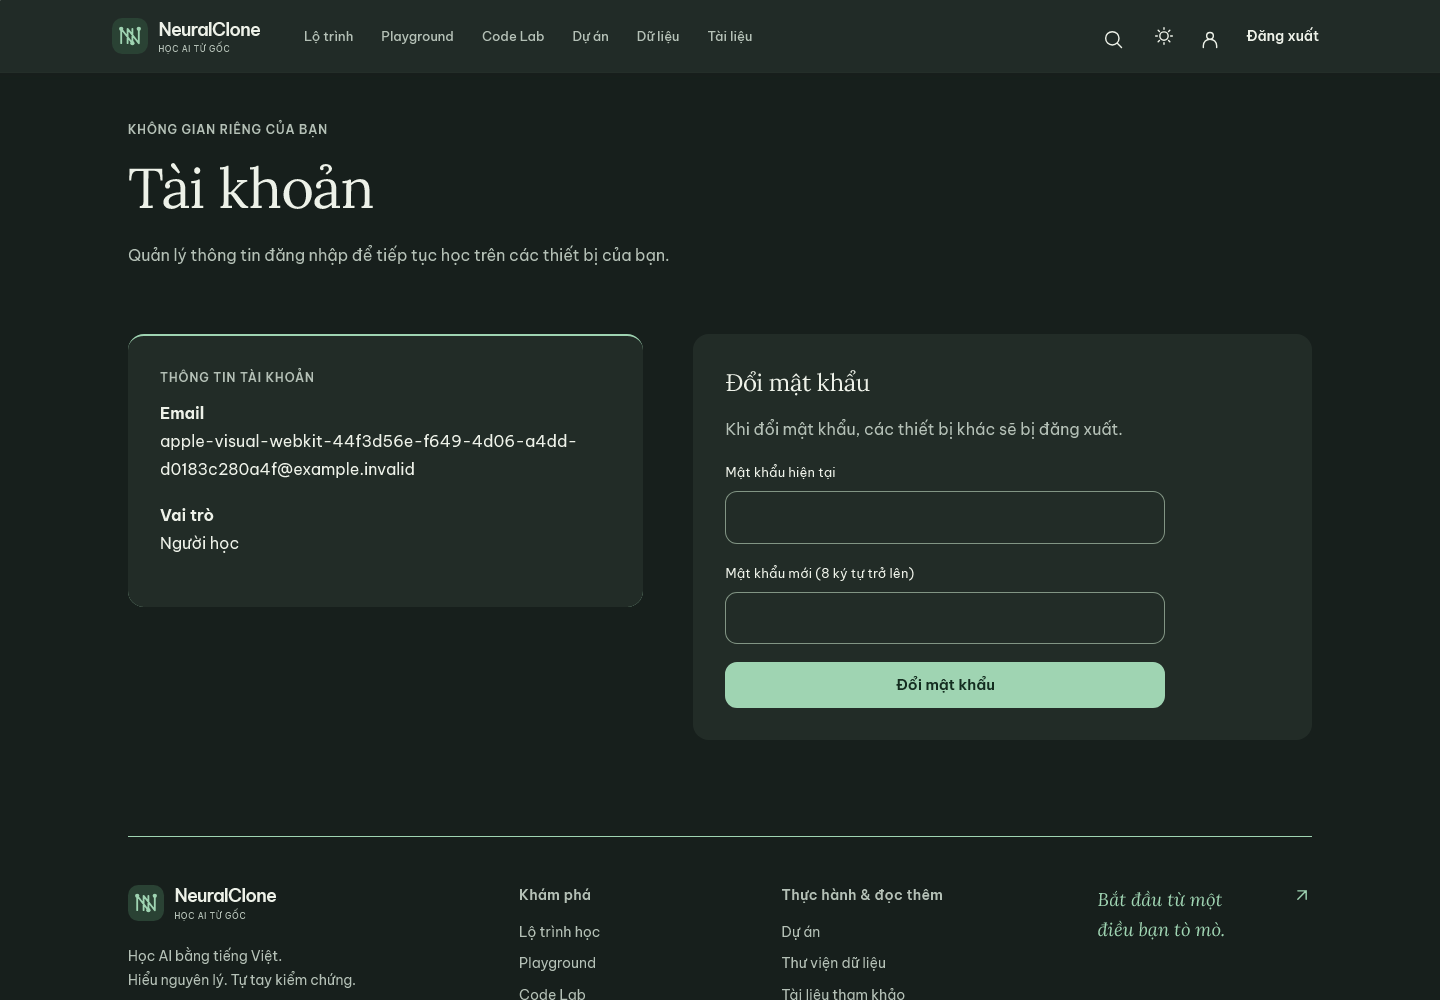 NeuralClone
HỌC AI TỪ GỐC
Lộ trình
Playground
Code Lab
Dự án
Dữ liệu
Tài liệu
Đăng xuất
KHÔNG GIAN RIÊNG CỦA BẠN
Tài khoản
Quản lý thông tin đăng nhập để tiếp tục học trên các thiết bị của bạn.
THÔNG TIN TÀI KHOẢN
Email
apple-visual-webkit-44f3d56e-f649-4d06-a4dd-
d0183c280a4f@example.invalid
Vai trò
Người học
Đổi mật khẩu
Khi đổi mật khẩu, các thiết bị khác sẽ bị đăng xuất.
Mật khẩu hiện tại
Mật khẩu mới (8 ký tự trở lên)
Đổi mật khẩu
NeuralClone
HỌC AI TỪ GỐC
Học AI bằng tiếng Việt.
Hiểu nguyên lý. Tự tay kiểm chứng.
Khám phá
Lộ trình học
Playground
Code Lab
Thực hành & đọc thêm
Dự án
Thư viện dữ liệu
Tài liệu tham khảo
Bắt đầu từ một
điều bạn tò mò.